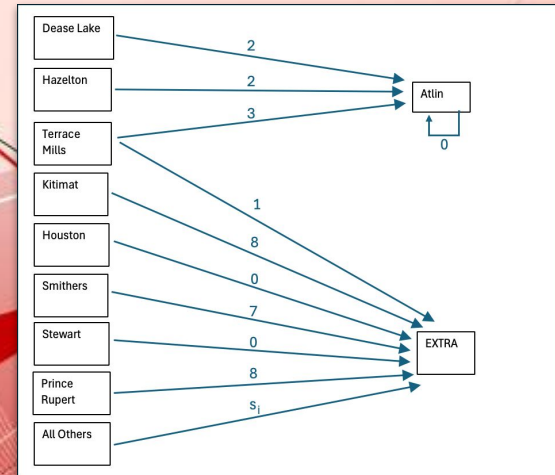 Dease Lake
2
Hazelton
2
Atlin
3
Terrace
Mills
0
Kitimat
1
8
Houston
0
Smithers
7
Stewart
0
EXTRA
Prince
Rupert
8
All Others
si